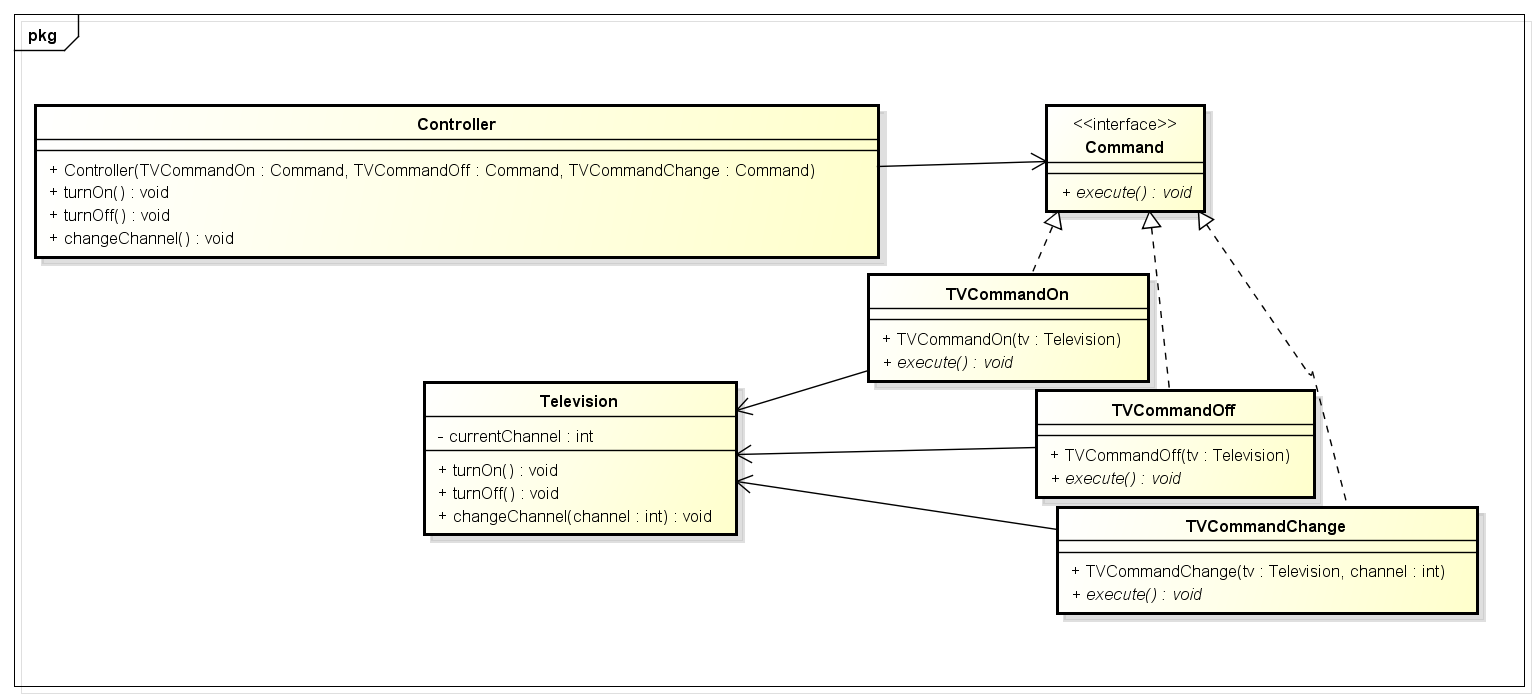 pkg
Controller
+ Controller(TVCommandOn : Command, TVCommandOff : Command, TVCommandChange : Command)
+ turnOn() : void
+ turnOff() : void
+ changeChannel() : void
<<interface>>
Command
+ execute() : void
TVCommandOn
+ TVCommandOn(tv : Television)
+ execute() : void
Television
- currentChannel : int
+ turnOn() : void
+ turnOff() : void
+ changeChannel(channel : int) : void
TVCommandOff
+ TVCommandOff(tv : Television)
+ execute() : void
TVCommandChange
+ TVCommandChange(tv : Television, channel : int)
+ execute() : void